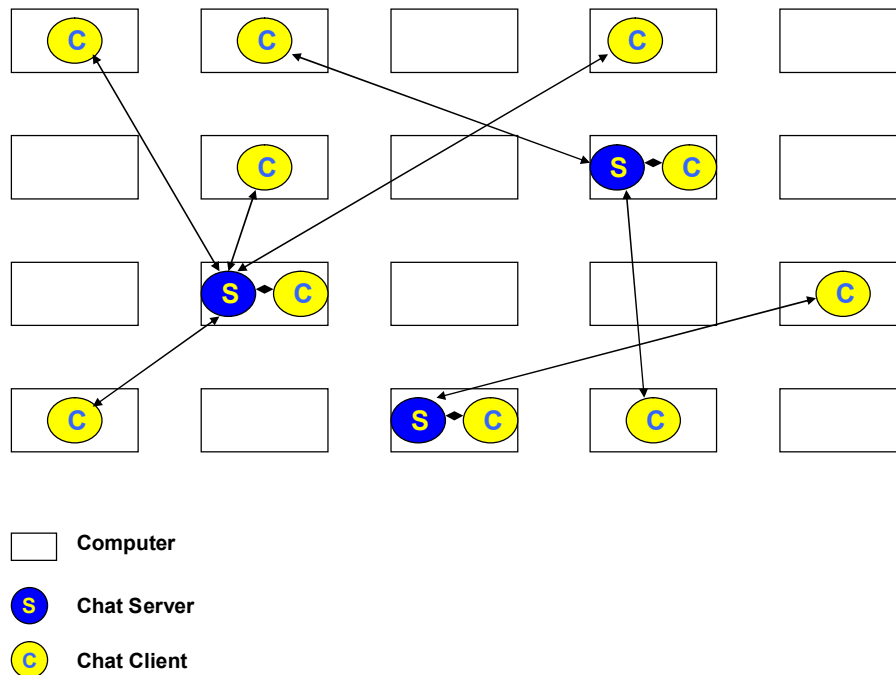 C C C
C S C
S C C
C S C C
Computer
S Chat Server
C Chat Client